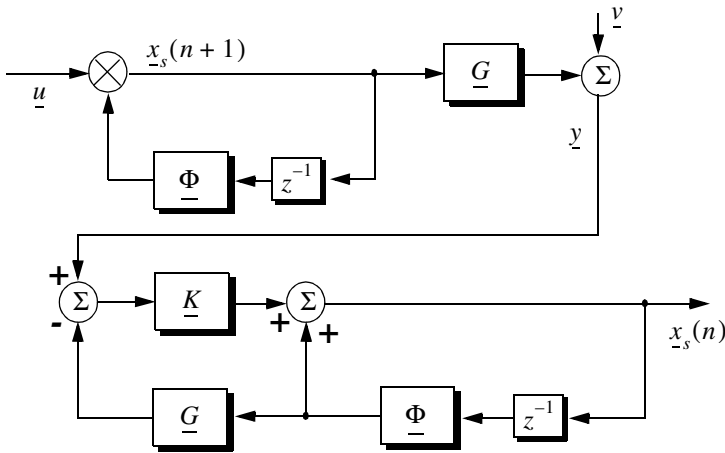 v
x_s(n + 1)
G
Σ
u
y
Φ
z^{-1}
+
Σ
K
Σ
-
+
+
x_s(n)
G
Φ
z^{-1}